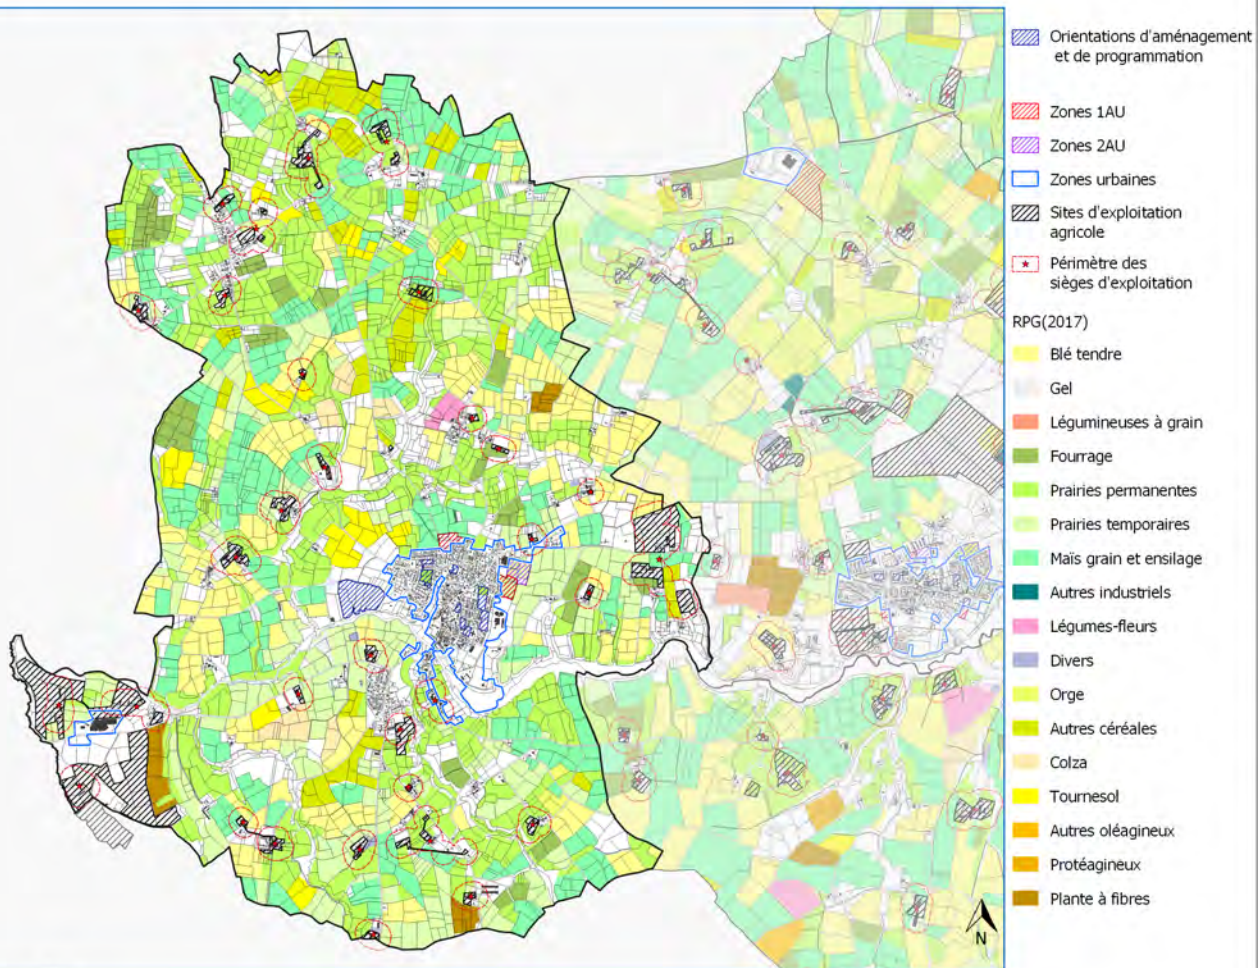 Orientations d'aménagement
et de programmation
Zones 1AU
Zones 2AU
Zones urbaines
Sites d'exploitation
agricole
Périmètre des
sièges d'exploitation
RPG(2017)
Blé tendre
Gel
Légumineuses à grain
Fourrage
Prairies permanentes
Prairies temporaires
Maïs grain et ensilage
Autres industriels
Légumes-fleurs
Divers
Orge
Autres céréales
Colza
Tournesol
Autres oléagineux
Protéagineux
Plante à fibres
N